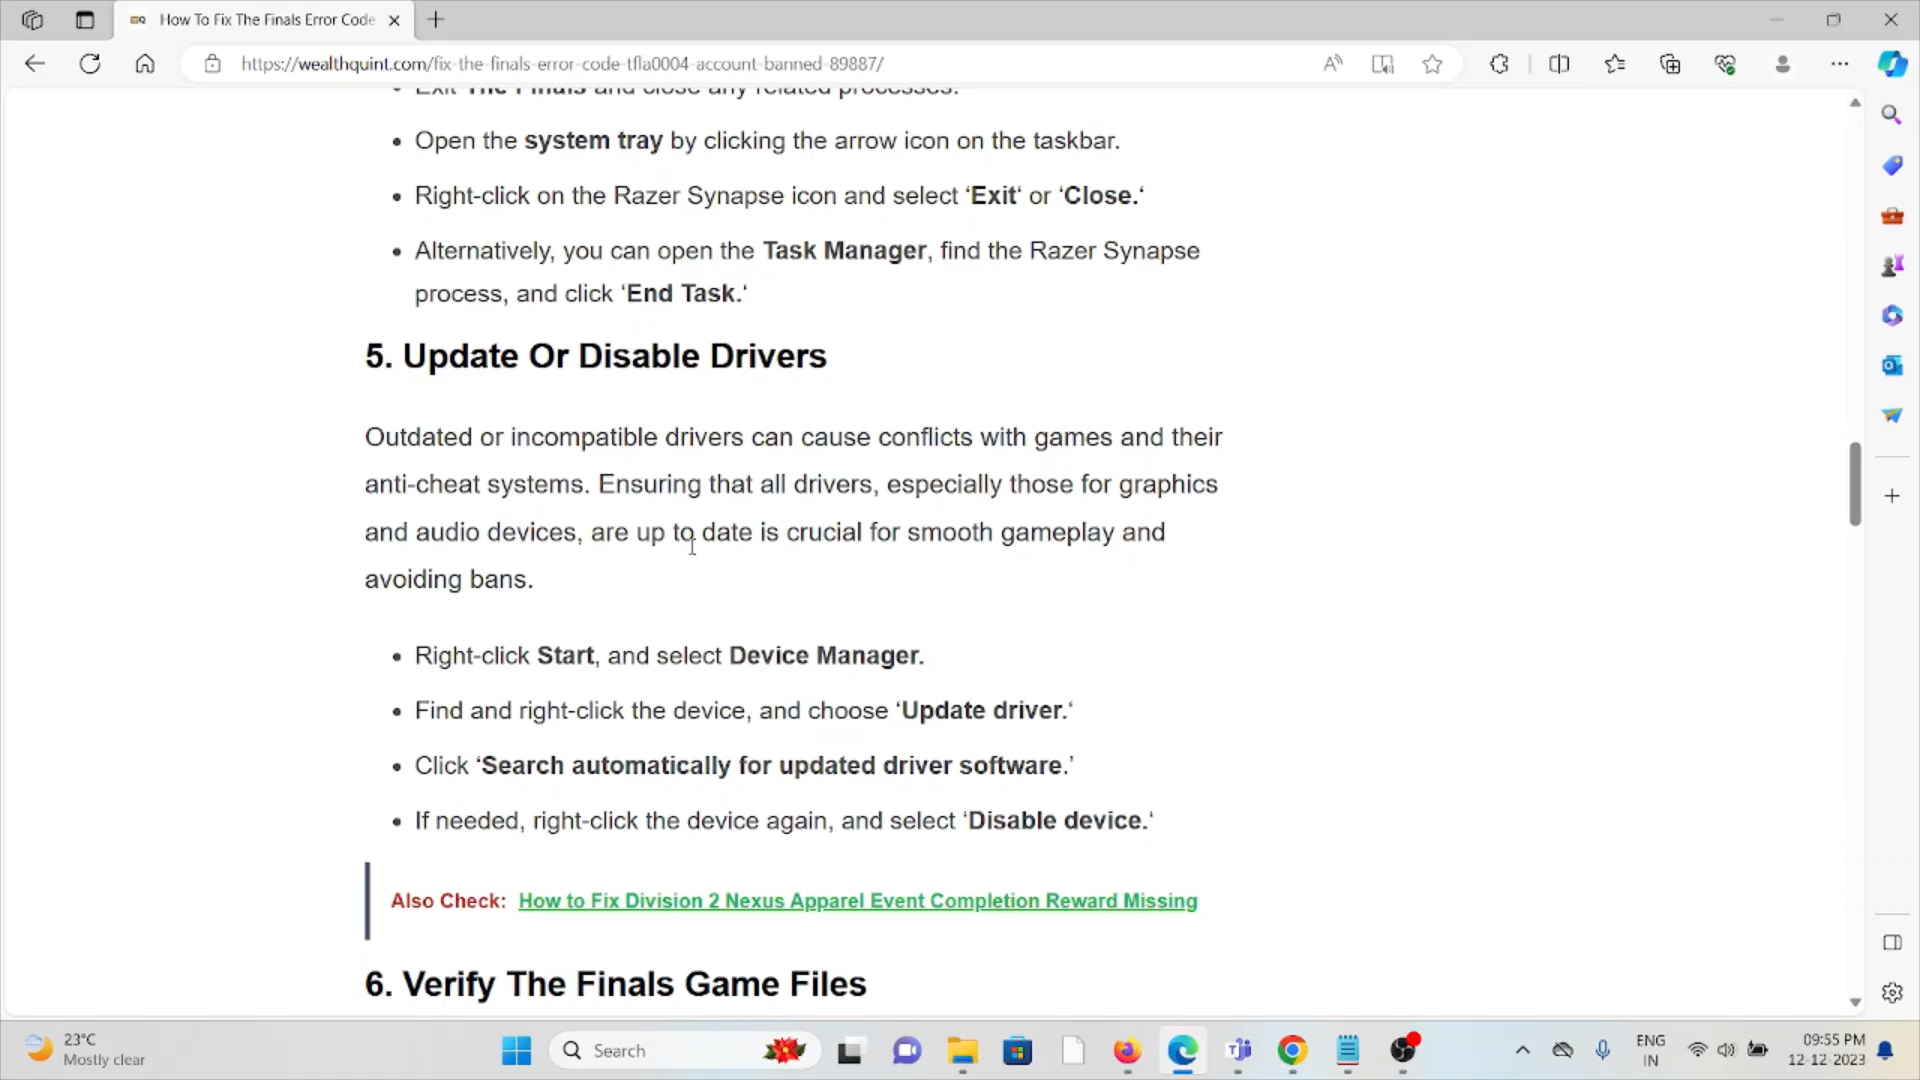 How To Fix The Finals Error Code
https://wealthquint.com/fix-the-finals-error-code-tfla0004-account-banned-89887/
Exit The Finals and close any related processes.
Open the system tray by clicking the arrow icon on the taskbar.
Right-click on the Razer Synapse icon and select ‘Exit‘ or ‘Close.‘
Alternatively, you can open the Task Manager, find the Razer Synapse
process, and click ‘End Task.‘
5. Update Or Disable Drivers
Outdated or incompatible drivers can cause conflicts with games and their
anti-cheat systems. Ensuring that all drivers, especially those for graphics
and audio devices, are up to date is crucial for smooth gameplay and
avoiding bans.
Right-click Start, and select Device Manager.
Find and right-click the device, and choose ‘Update driver.‘
Click ‘Search automatically for updated driver software.’
If needed, right-click the device again, and select ‘Disable device.‘
Also Check: How to Fix Division 2 Nexus Apparel Event Completion Reward Missing
6. Verify The Finals Game Files
23°C
Mostly clear
Search
ENG
IN
09:55 PM
12-12-2023